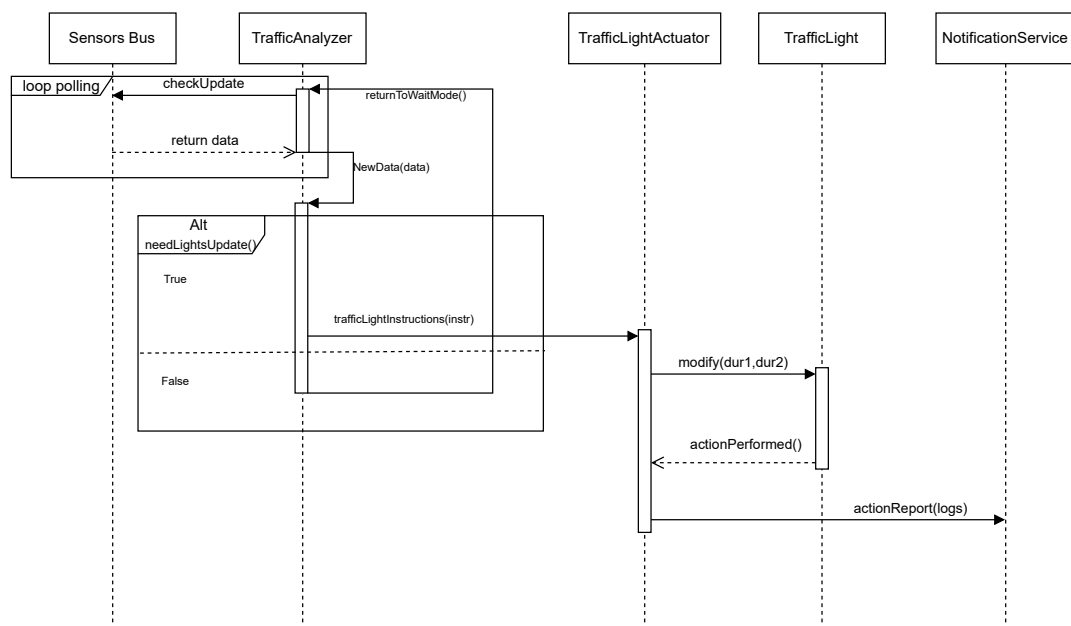 Sensors Bus
TrafficAnalyzer
TrafficLightActuator
TrafficLight
NotificationService
loop polling
checkUpdate
returnToWaitMode()
return data
NewData(data)
Alt
needLightsUpdate()
True
trafficLightInstructions(instr)
modify(dur1,dur2)
False
actionPerformed()
actionReport(logs)